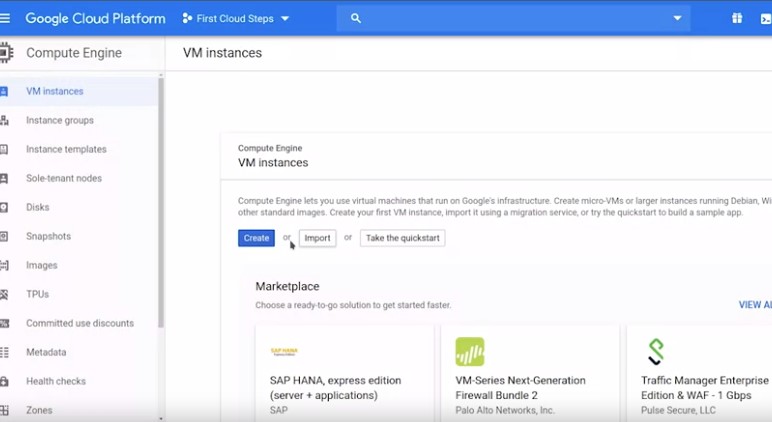 Google Cloud Platform
First Cloud Steps
Compute Engine
VM instances
VM instances
Instance groups
Instance templates
Sole-tenant nodes
Disks
Snapshots
Images
TPUs
Committed use discounts
Metadata
Health checks
Zones
Compute Engine
VM instances
Compute Engine lets you use virtual machines that run on Google's infrastructure. Create micro-VMs or larger instances running Debian, Wi
other standard images. Create your first VM instance, import it using a migration service, or try the quickstart to build a sample app.
Create or Import or Take the quickstart
Marketplace
Choose a ready-to-go solution to get started faster.
VIEW AL
SAP HANA
SAP HANA, express edition
(server + applications)
SAP
VM-Series Next-Generation
Firewall Bundle 2
Palo Alto Networks, Inc.
Traffic Manager Enterprise
Edition & WAF - 1 Gbps
Pulse Secure, LLC